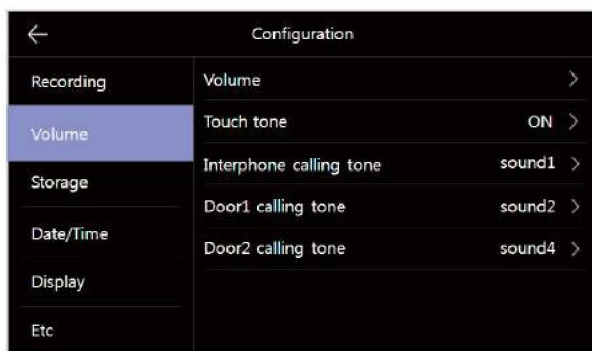 Configuration
Recording
Volume
Storage
Date/Time
Display
Etc
Volume
Touch tone ON
Interphone calling tone sound1
Door1 calling tone sound2
Door2 calling tone sound4